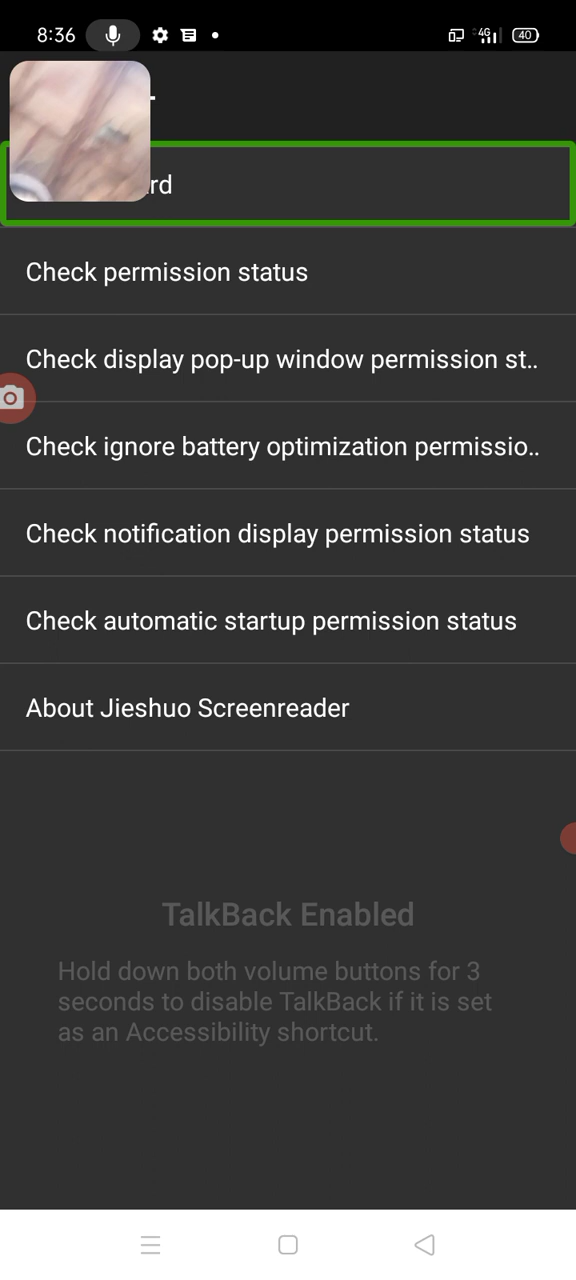 8:36
4G
40
rd
Check permission status
Check display pop-up window permission st..
Check ignore battery optimization permissio..
Check notification display permission status
Check automatic startup permission status
About Jieshuo Screenreader
TalkBack Enabled
Hold down both volume buttons for 3
seconds to disable TalkBack if it is set
as an Accessibility shortcut.